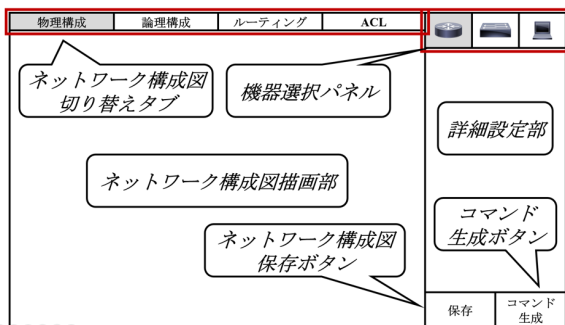 物理構成
論理構成
ルーティング
ACL
ネットワーク構成図
切り替えタブ
機器選択パネル
詳細設定部
ネットワーク構成図描画部
コマンド
生成ボタン
ネットワーク構成図
保存ボタン
保存
コマンド
生成